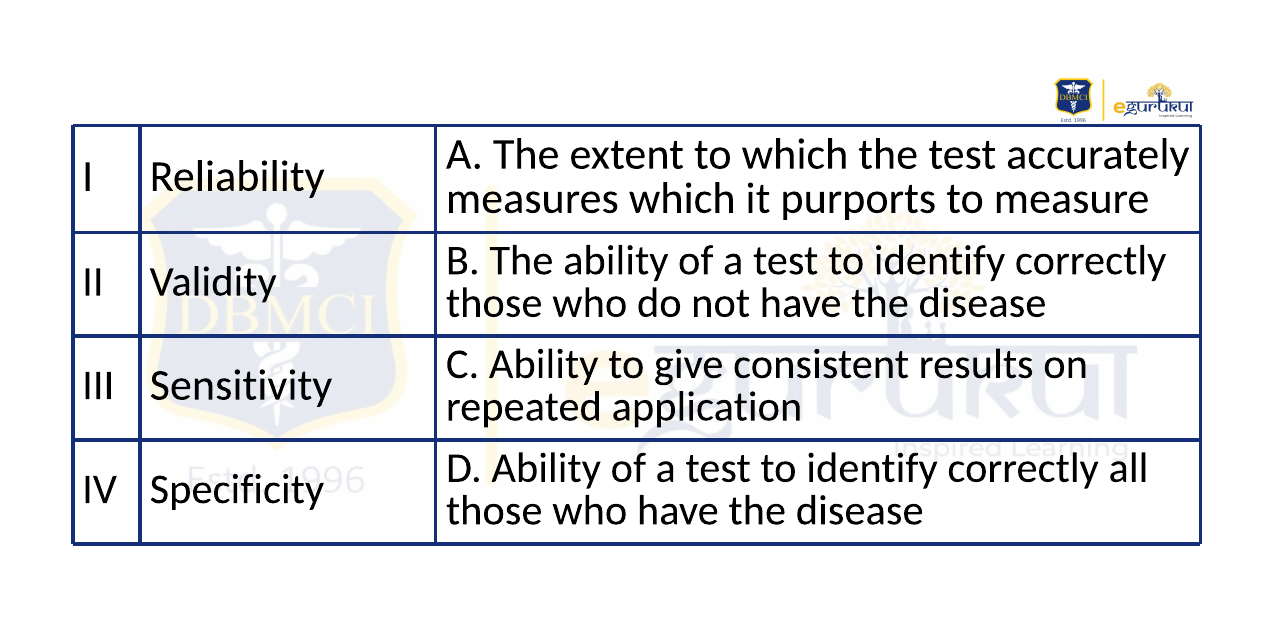 DBMCI
Estd. 1996
egurukul
Inspired Learning
I
Reliability
A. The extent to which the test accurately
measures which it purports to measure
II
Validity
B. The ability of a test to identify correctly
those who do not have the disease
III
Sensitivity
C. Ability to give consistent results on
repeated application
IV
Specificity
D. Ability of a test to identify correctly all
those who have the disease
DBMCI
Estd. 1996
eगुरुkul
Inspired Learning